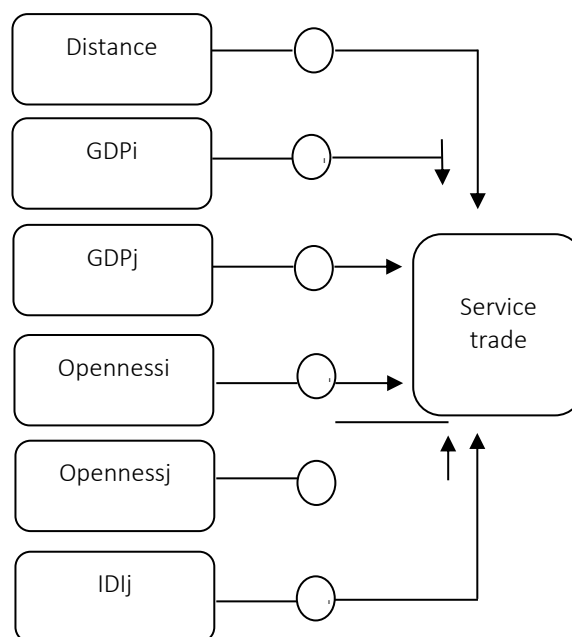 Distance
GDPi
GDPj
Opennessi
Opennessj
IDIj
Service
trade